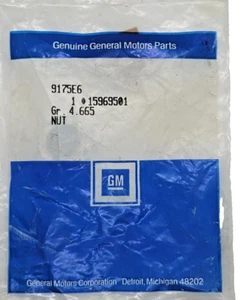 Genuine General Motors Parts
9175E6
1 ⌖15969501
Gr. 4.665
NUT
GM
General Motors Corporation Detroit, Michigan 48202